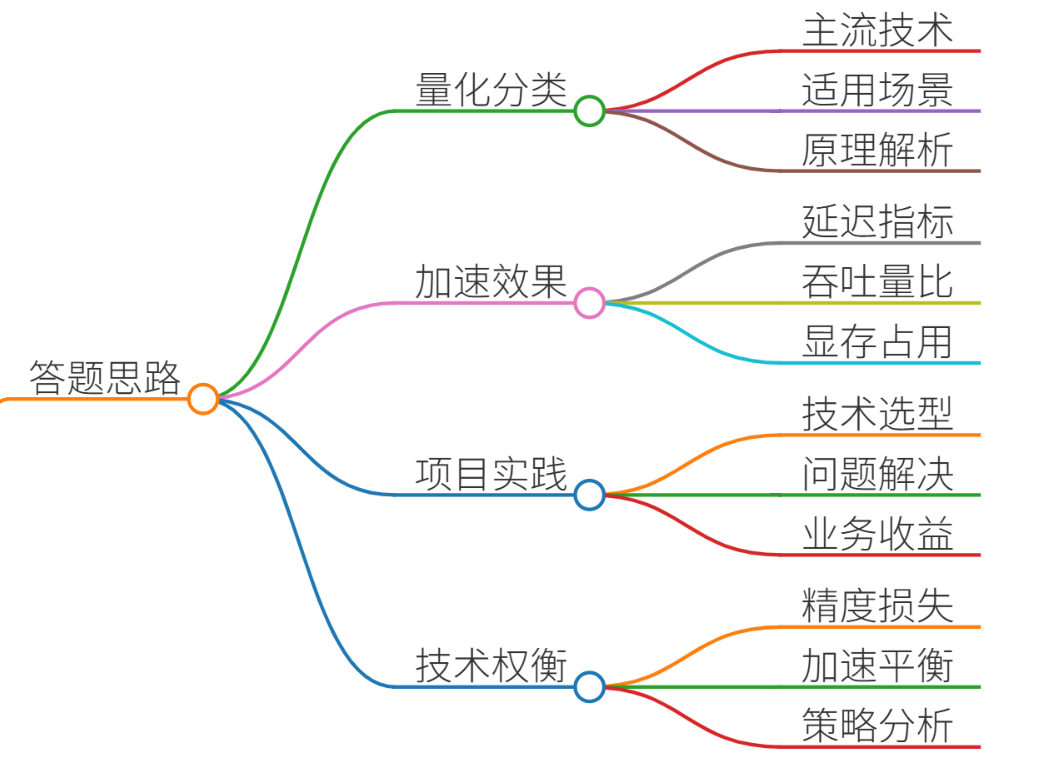 答题思路
量化分类
主流技术
适用场景
原理解析
加速效果
延迟指标
吞吐量比
显存占用
项目实践
技术选型
问题解决
业务收益
技术权衡
精度损失
加速平衡
策略分析